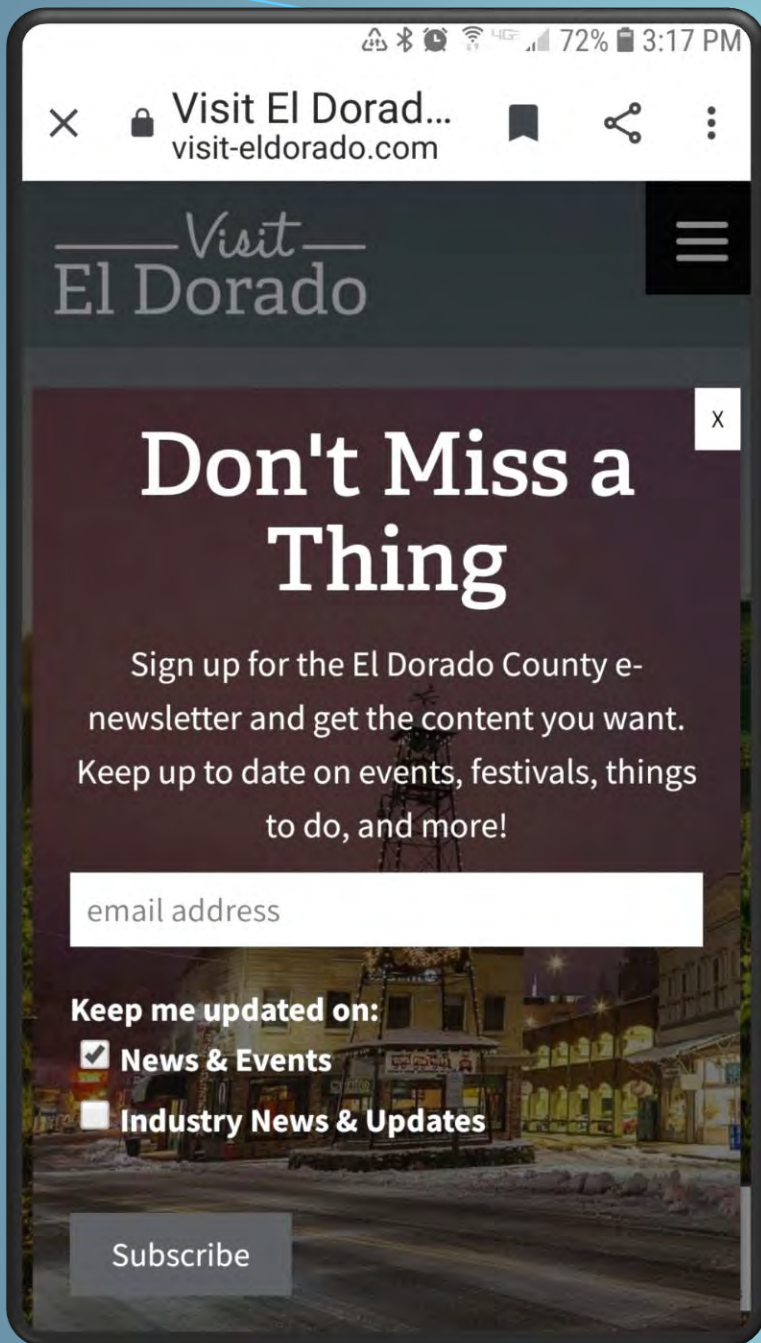 4G 72% 3:17 PM
Visit El Dorad...
visit-eldorado.com
Visit
El Dorado
X
Don't Miss a
Thing
Sign up for the El Dorado County e-
newsletter and get the content you want.
Keep up to date on events, festivals, things
to do, and more!
email address
Keep me updated on:
News & Events
Industry News & Updates
Subscribe